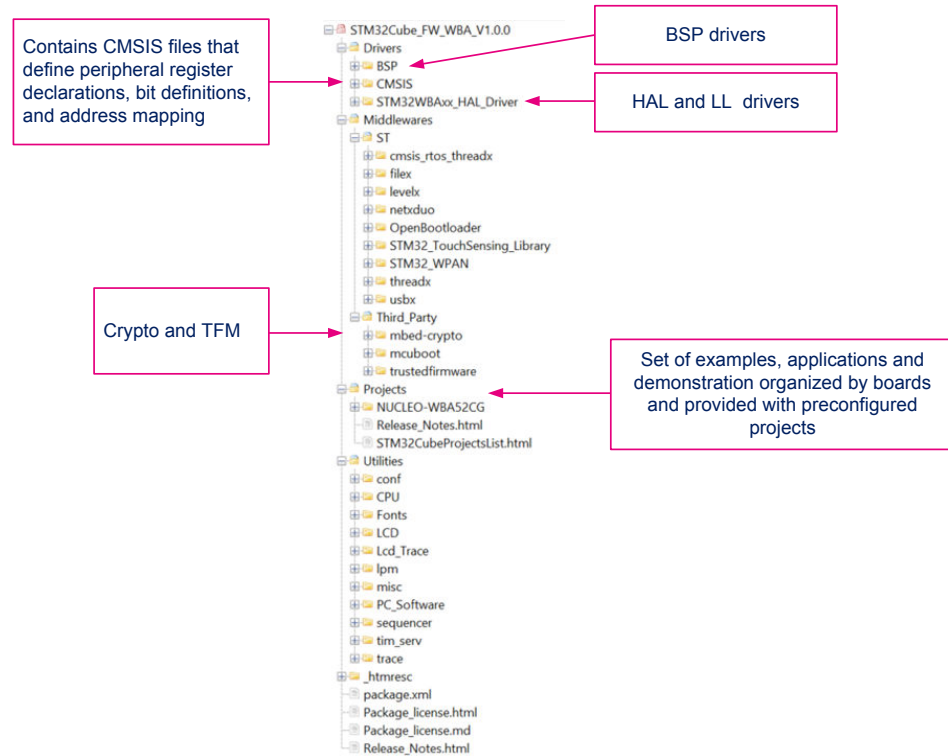 Contains CMSIS files that
define peripheral register
declarations, bit definitions,
and address mapping
BSP drivers
HAL and LL drivers
Crypto and TFM
Set of examples, applications and
demonstration organized by boards
and provided with preconfigured
projects
STM32Cube_FW_WBA_V1.0.0
Drivers
BSP
CMSIS
STM32WBAxx_HAL_Driver
Middlewares
ST
cmsis_rtos_threadx
filex
levelx
netxduo
OpenBootloader
STM32_TouchSensing_Library
STM32_WPAN
threadx
usbx
Third_Party
mbed-crypto
mcuboot
trustedfirmware
Projects
NUCLEO-WBA52CG
Release_Notes.html
STM32CubeProjectsList.html
Utilities
conf
CPU
Fonts
LCD
Lcd_Trace
lpm
misc
PC_Software
sequencer
tim_serv
trace
_htmresc
package.xml
Package_license.html
Package_license.md
Release_Notes.html